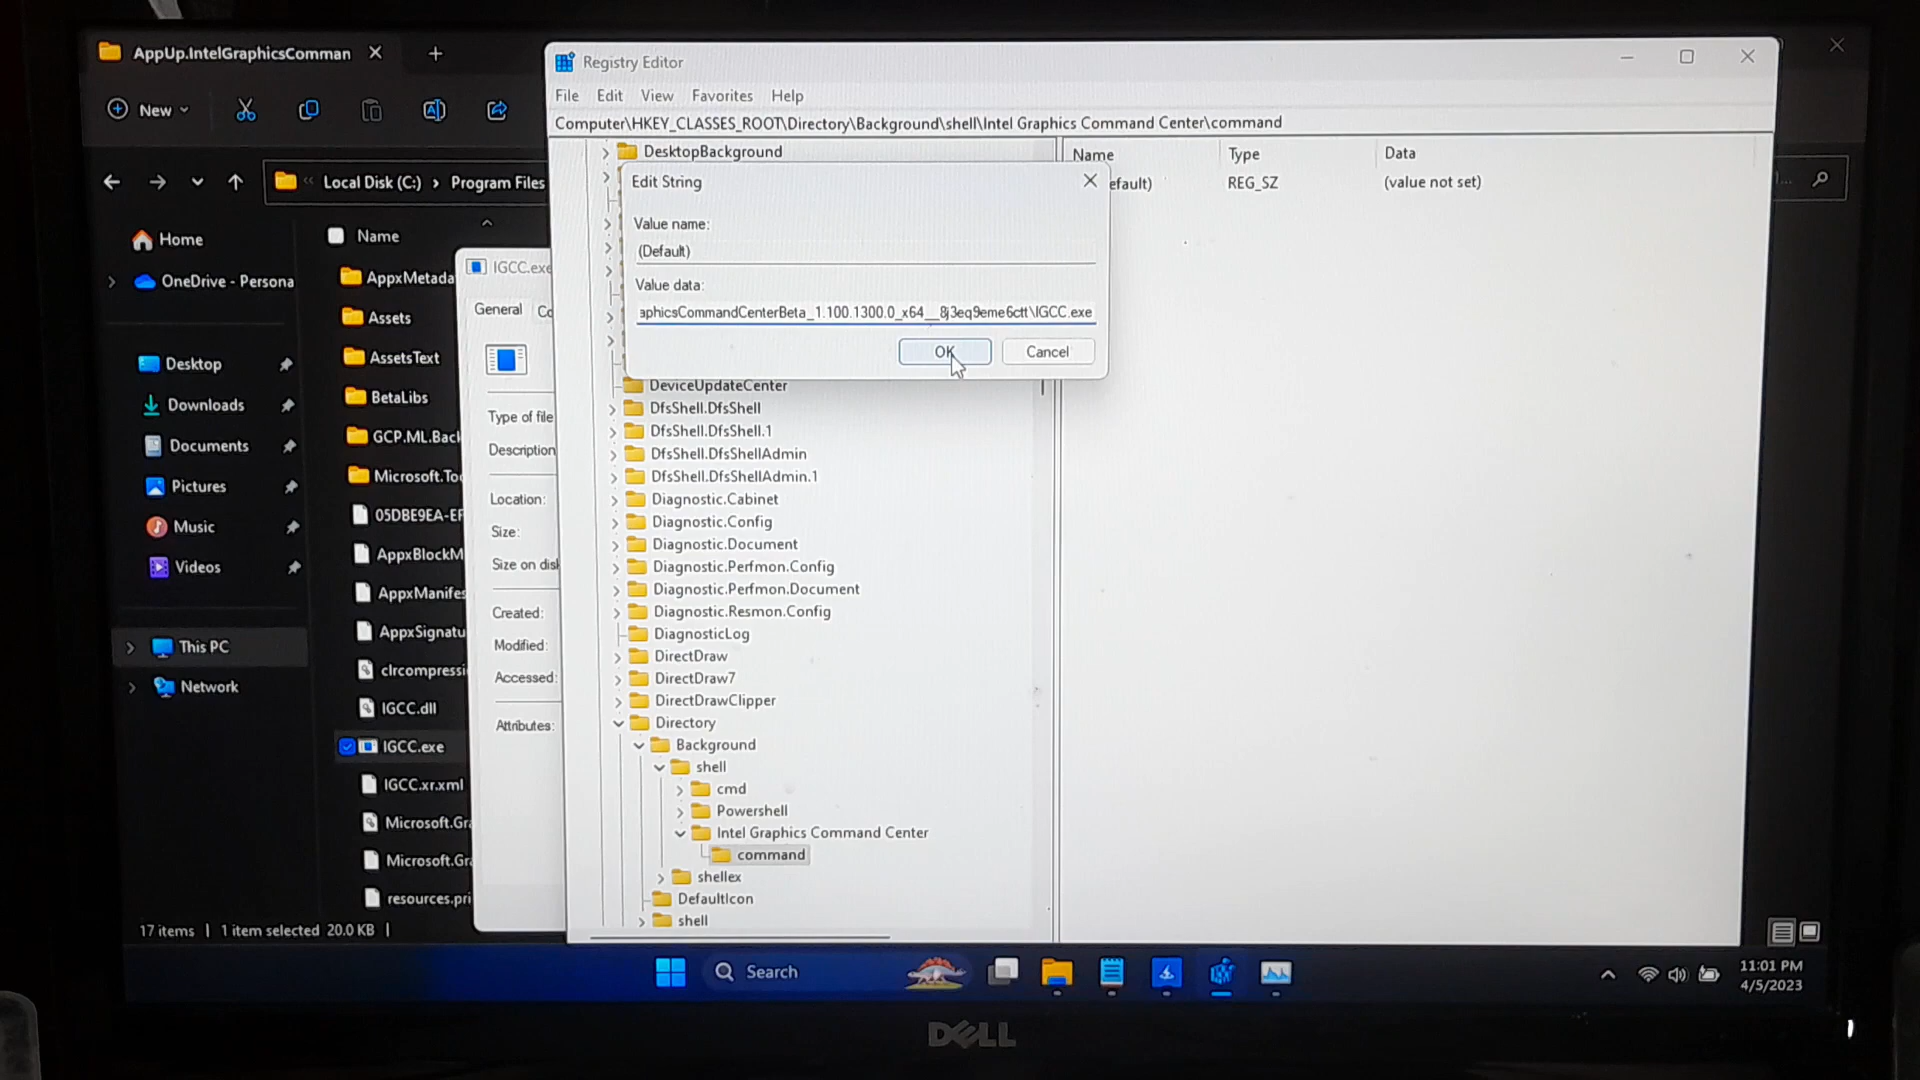 AppUp.IntelGraphicsComman
New
Local Disk (C:) > Program Files
Home
OneDrive - Persona
Desktop
Downloads
Documents
Pictures
Music
Videos
This PC
Network
Name
AppxMetada
Assets
AssetsText
BetaLibs
GCP.ML.Back
Microsoft.Too
05DBE9EA-EF
AppxBlockM
AppxManifes
AppxSignatu
clrcompressi
IGCC.dll
IGCC.exe
IGCC.xr.xml
Microsoft.Gra
Microsoft.Gra
resources.pri
17 items | 1 item selected 20.0 KB |
IGCC.exe
General
Co
Type of file
Description
Location:
Size:
Size on disk
Created:
Modified:
Accessed:
Attributes:
Registry Editor
File Edit View Favorites Help
Computer\HKEY_CLASSES_ROOT\Directory\Background\shell\Intel Graphics Command Center\command
DesktopBackground
Name Type Data
efault) REG_SZ (value not set)
Edit String
Value name:
(Default)
Value data:
aphicsCommandCenterBeta_1.100.1300.0_x64__8j3eq9eme6ctt\IGCC.exe
OK Cancel
DeviceUpdateCenter
DfsShell.DfsShell
DfsShell.DfsShell.1
DfsShell.DfsShellAdmin
DfsShell.DfsShellAdmin.1
Diagnostic.Cabinet
Diagnostic.Config
Diagnostic.Document
Diagnostic.Perfmon.Config
Diagnostic.Perfmon.Document
Diagnostic.Resmon.Config
DiagnosticLog
DirectDraw
DirectDraw7
DirectDrawClipper
Directory
Background
shell
cmd
Powershell
Intel Graphics Command Center
command
shellex
DefaultIcon
shell
Search
11:01 PM
4/5/2023
DELL